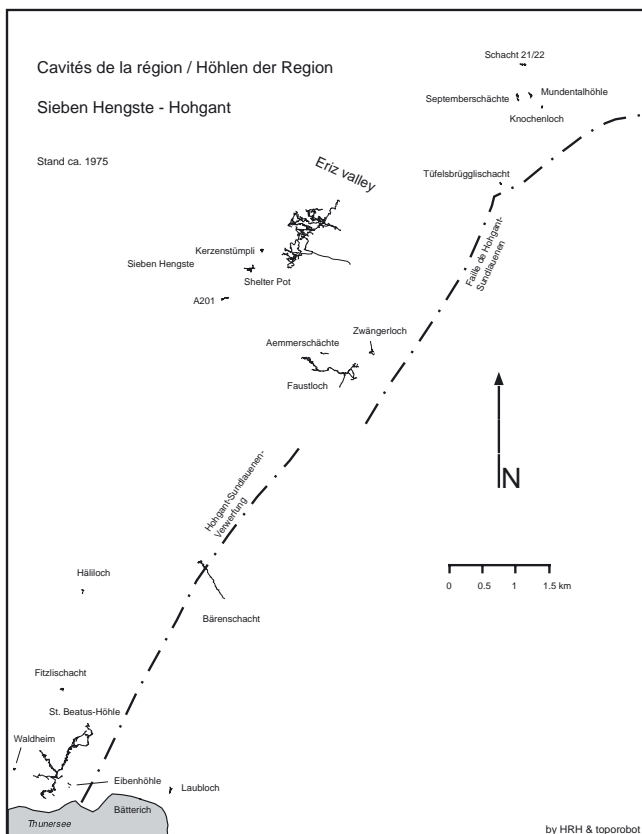 Cavités de la région / Höhlen der Region
Sieben Hengste - Hohgant
Stand ca. 1975
Schacht 21/22
Septemberschächte
Mundentalhöhle
Knochenloch
Tüfelsbrügglischacht
Eriz valley
Faille de Hohgant-
Sundlauenen
Kerzenstümpli
Sieben Hengste
Shelter Pot
A201
Zwängerloch
Aemmerschächte
Faustloch
N
Hohgant-Sundlauenen-
Verwerfung
0 0.5 1 1.5 km
Häliloch
Bärenschacht
Fitzlischacht
St. Beatus-Höhle
Waldheim
Eibenhöhle
Laubloch
Bätterich
Thunersee
by HRH & toporobot